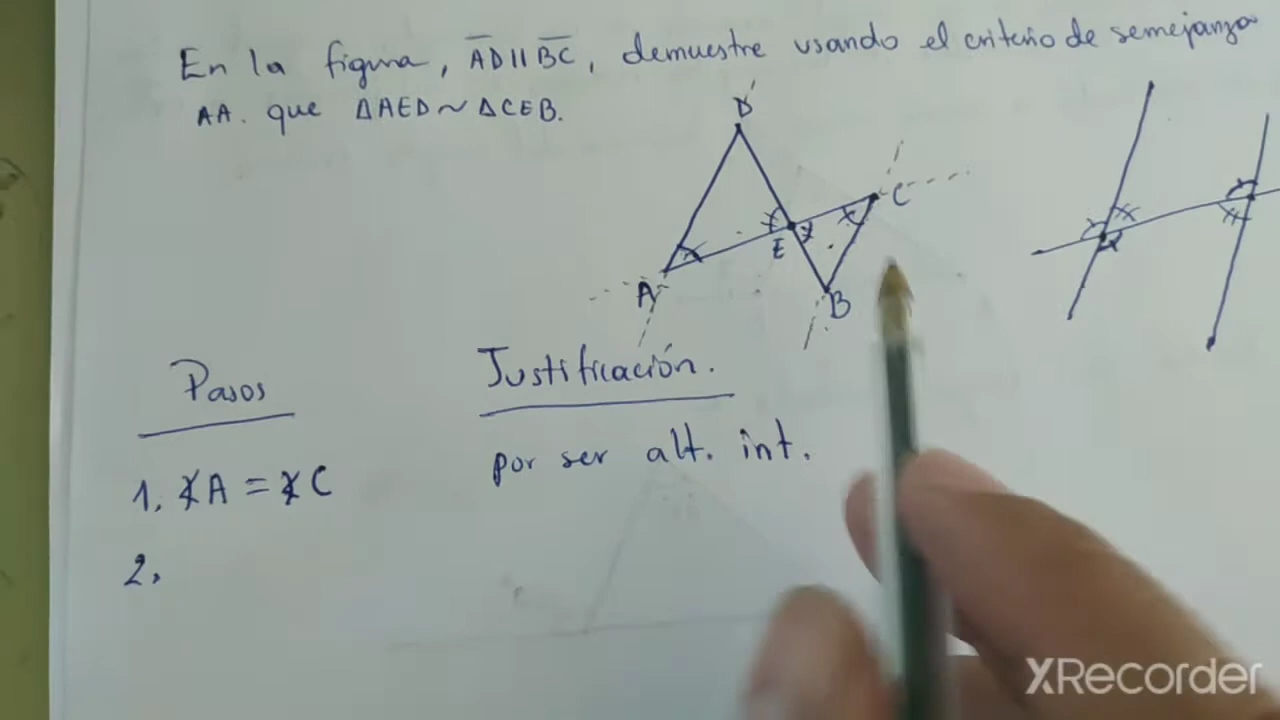 En la figura, AD||BC, demuestre usando el criterio de semejanza
AA. que ΔAED~ΔCEB.
D
C
E
A
B
Pasos
Justificación.
1. ∡A = ∡C
por ser alt. int.
2.
XRecorder